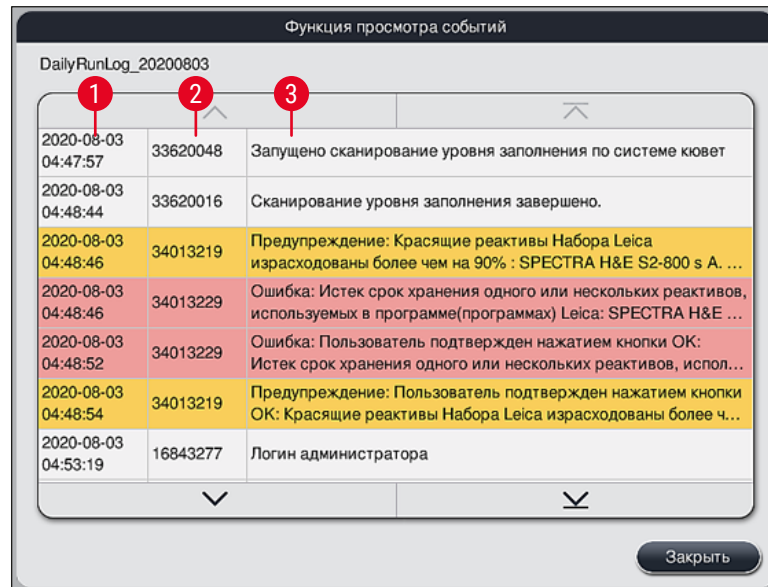 Функция просмотра событий
DailyRunLog_20200803
1 2 3
2020-08-03
04:47:57 33620048 Запущено сканирование уровня заполнения по системе кювет
2020-08-03
04:48:44 33620016 Сканирование уровня заполнения завершено.
2020-08-03 Предупреждение: Красящие реактивы Набора Leica
04:48:46 34013219 израсходованы более чем на 90% : SPECTRA H&E S2-800 s A. ...
2020-08-03 Ошибка: Истек срок хранения одного или нескольких реактивов,
04:48:46 34013229 используемых в программе(программах) Leica: SPECTRA H&E ...
2020-08-03 Ошибка: Пользователь подтвержден нажатием кнопки OK:
04:48:52 34013229 Истек срок хранения одного или нескольких реактивов, испол...
2020-08-03 Предупреждение: Пользователь подтвержден нажатием кнопки
04:48:54 34013219 OK: Красящие реактивы Набора Leica израсходованы более ч...
2020-08-03
04:53:19 16843277 Логин администратора
Закрыть